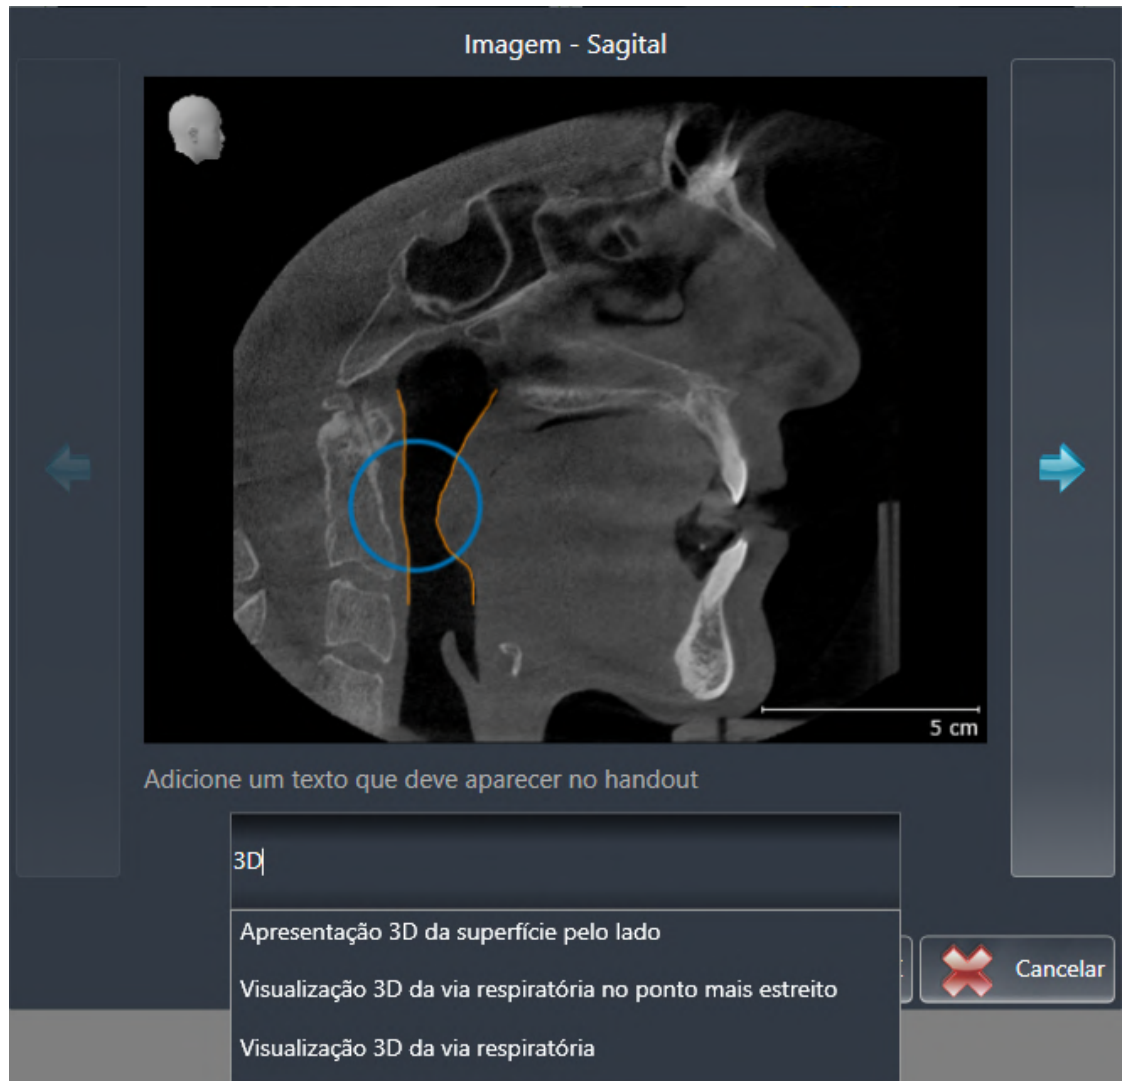 Imagem - Sagital
5 cm
Adicione um texto que deve aparecer no handout
3D
Apresentação 3D da superfície pelo lado
Visualização 3D da via respiratória no ponto mais estreito
Visualização 3D da via respiratória
Cancelar